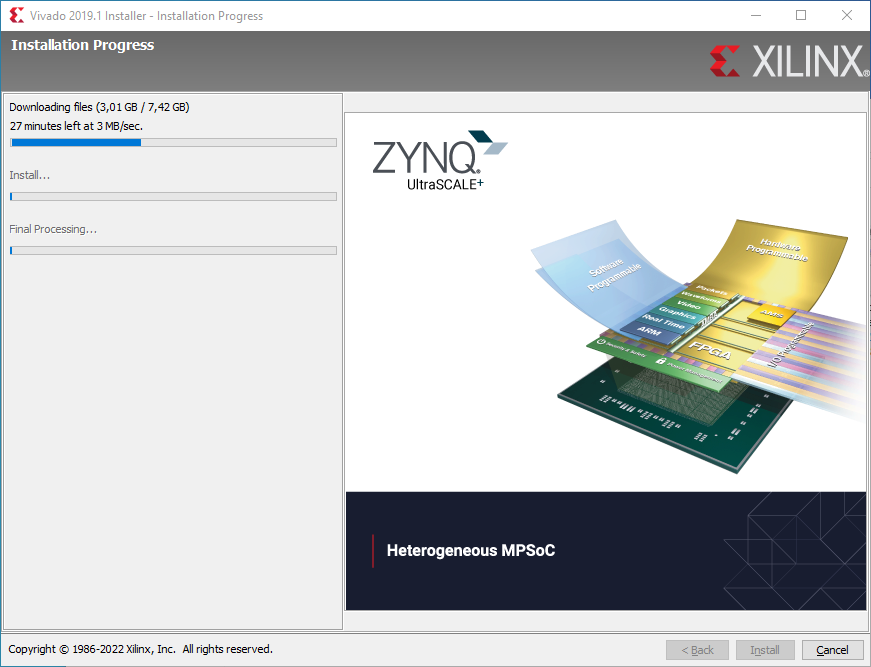 Vivado 2019.1 Installer - Installation Progress
Installation Progress
XILINX®
Downloading files (3,01 GB / 7,42 GB)
27 minutes left at 3 MB/sec.
Install...
Final Processing...
ZYNQ®
UltraSCALE+
Software
Programmable
Hardware
Programmable
Packets
Waveforms
Video
Graphics
Real Time
ARM
FPGA
I/O Programmable
Security & Safety
Power Management
Heterogeneous MPSoC
Copyright © 1986-2022 Xilinx, Inc. All rights reserved.
< Back
Install
Cancel